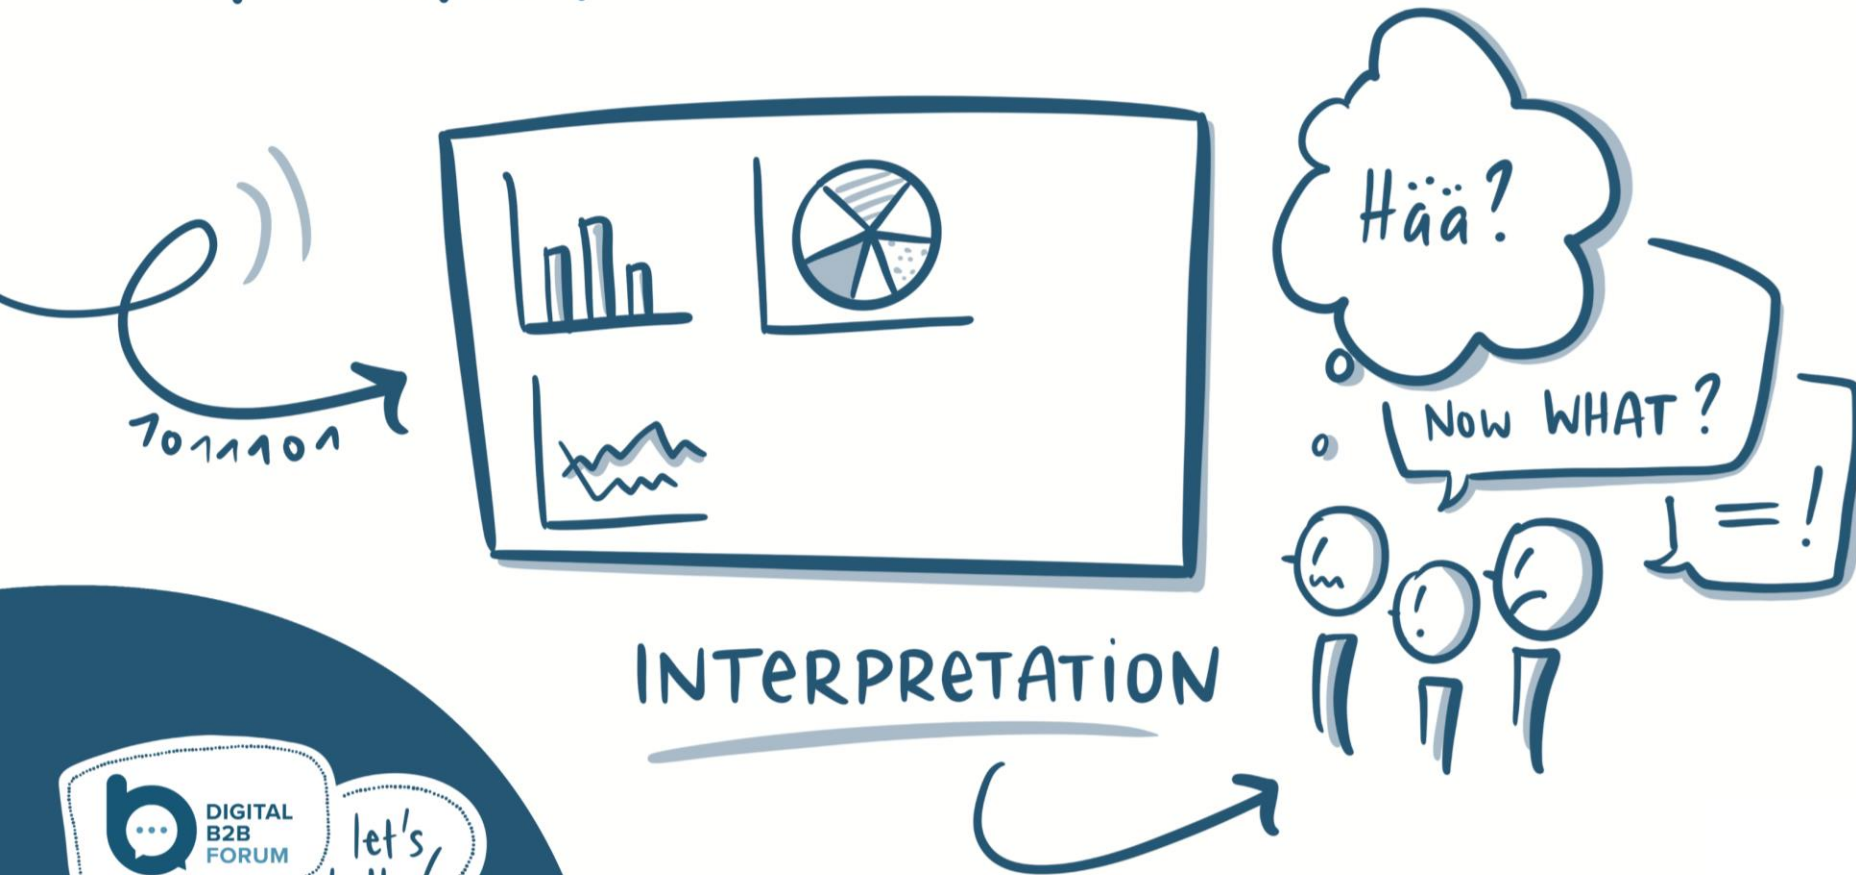 Hää?
NOW WHAT?
= !
1011101
INTERPRETATION
DIGITAL
B2B
FORUM
let's